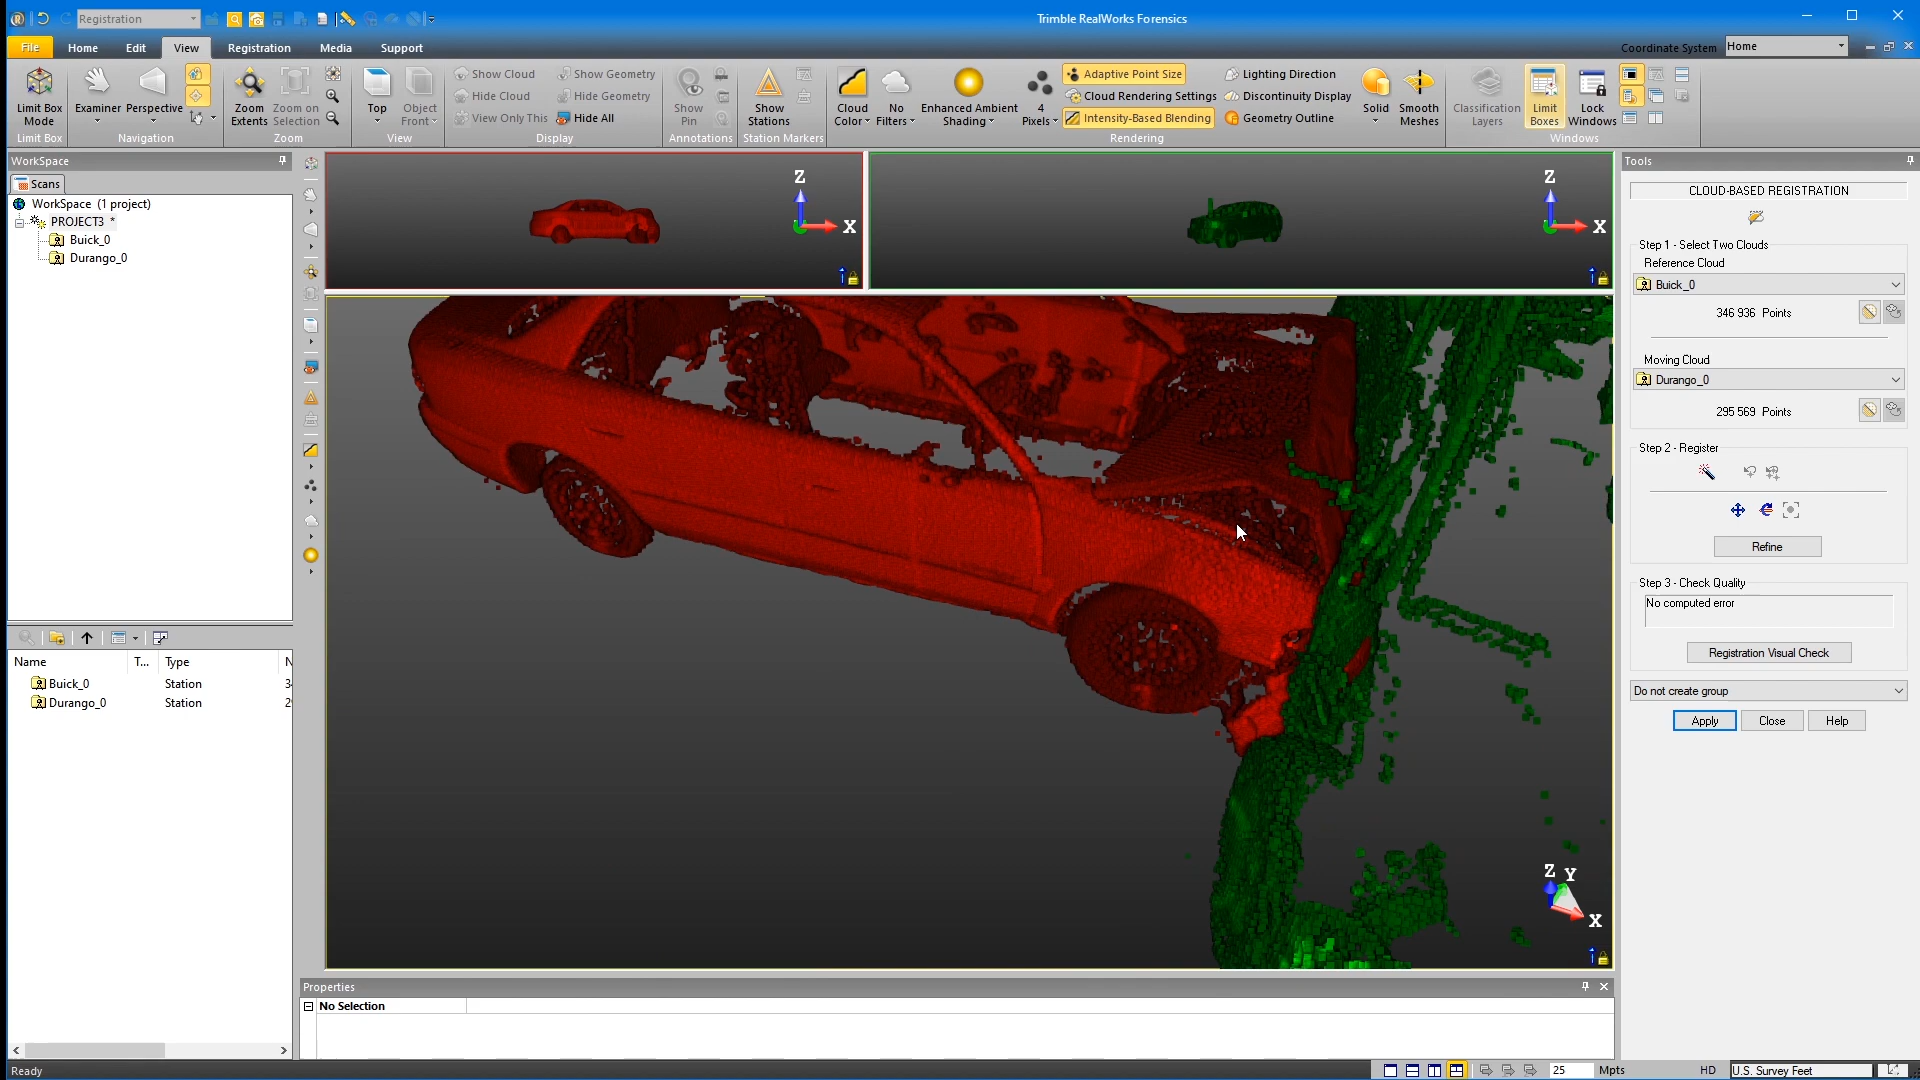 Registration
Trimble RealWorks Forensics
File
Home
Edit
View
Registration
Media
Support
Coordinate System
Home
Limit Box Mode
Limit Box
Examiner
Perspective
Navigation
Zoom Extents
Zoom on Selection
Zoom
Top
Object Front
View
Show Cloud
Hide Cloud
View Only This
Show Geometry
Hide Geometry
Hide All
Display
Show Pin
Annotations
Show Stations
Station Markers
Cloud Color
No Filters
Enhanced Ambient Shading
4 Pixels
Adaptive Point Size
Cloud Rendering Settings
Intensity-Based Blending
Lighting Direction
Discontinuity Display
Geometry Outline
Solid
Smooth Meshes
Rendering
Classification Layers
Limit Boxes
Lock Windows
Windows
WorkSpace
Scans
WorkSpace (1 project)
PROJECT3 *
Buick_0
Durango_0
Name
T...
Type
N
Buick_0
Station
3
Durango_0
Station
2
Z
X
Z
X
Z
Y
X
Properties
No Selection
Tools
CLOUD-BASED REGISTRATION
Step 1 - Select Two Clouds
Reference Cloud
Buick_0
346 936 Points
Moving Cloud
Durango_0
295 569 Points
Step 2 - Register
Refine
Step 3 - Check Quality
No computed error
Registration Visual Check
Do not create group
Apply
Close
Help
Ready
25
Mpts
HD
U.S. Survey Feet